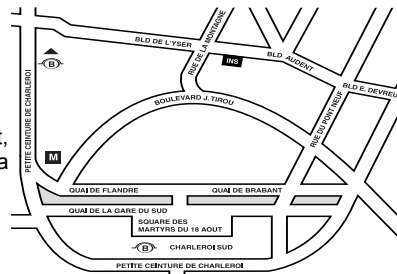 BLD DE L'YSER
RUE DE LA MONTAGNE
INS
BLD AUDENT
BLD E. DEVREU
B
PETITE CEINTURE DE CHARLEROI
BOULEVARD J. TIROU
RUE DU PONT NEUF
t,
a
M
QUAI DE FLANDRE
QUAI DE BRABANT
QUAI DE LA GARE DU SUD
SQUARE DES
MARTYRS DU 18 AOUT
B
CHARLEROI SUD
PETITE CEINTURE DE CHARLEROI